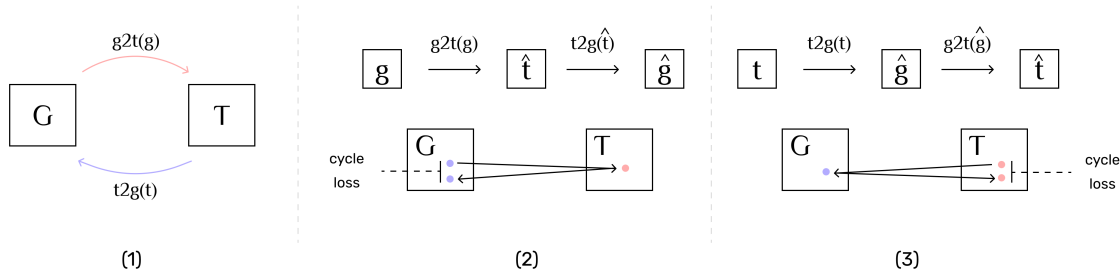 g2t(g)
G
T
t2g(t)
(1)
g
g2t(g)
t̂
t2g(t̂)
ĝ
G
T
cycle
loss
(2)
t
t2g(t)
ĝ
g2t(ĝ)
t̂
G
T
cycle
loss
(3)